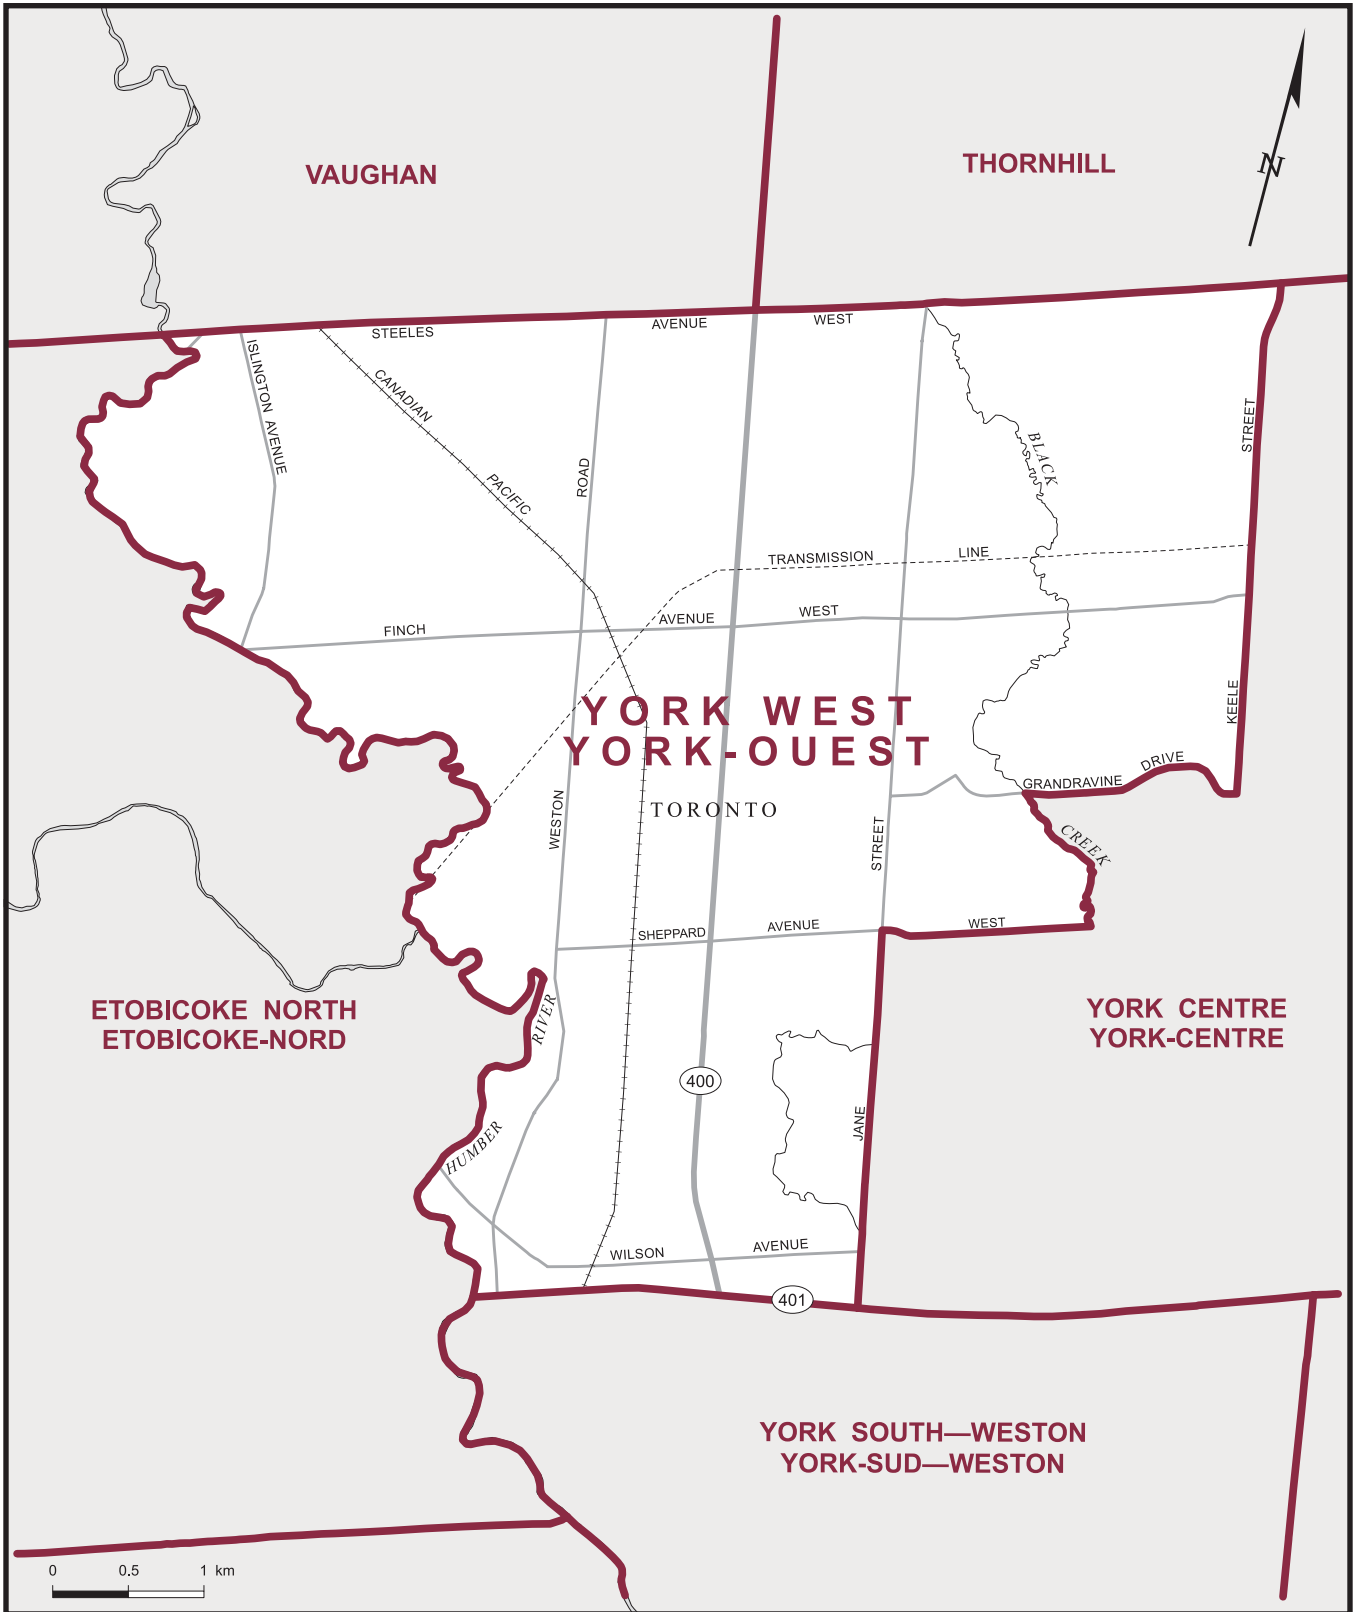 VAUGHAN
THORNHILL
N
STEELES AVENUE WEST
ISLINGTON AVENUE
CANADIAN PACIFIC
WESTON ROAD
BLACK CREEK
KEELE STREET
TRANSMISSION LINE
FINCH AVENUE WEST
YORK WEST
YORK-OUEST
TORONTO
GRANDRAVINE DRIVE
JANE STREET
SHEPPARD AVENUE WEST
ETOBICOKE NORTH
ETOBICOKE-NORD
HUMBER RIVER
YORK CENTRE
YORK-CENTRE
400
WILSON AVENUE
401
YORK SOUTH—WESTON
YORK-SUD—WESTON
0 0.5 1 km